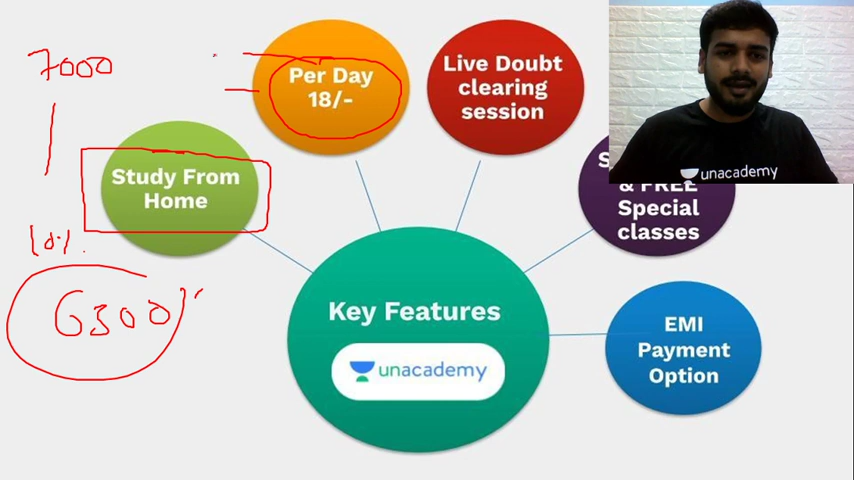 7000
Per Day
18/-
Live Doubt
clearing
session
unacademy
Study From
Home
& FREE
Special
classes
10%.
6300/-
Key Features
unacademy
EMI
Payment
Option